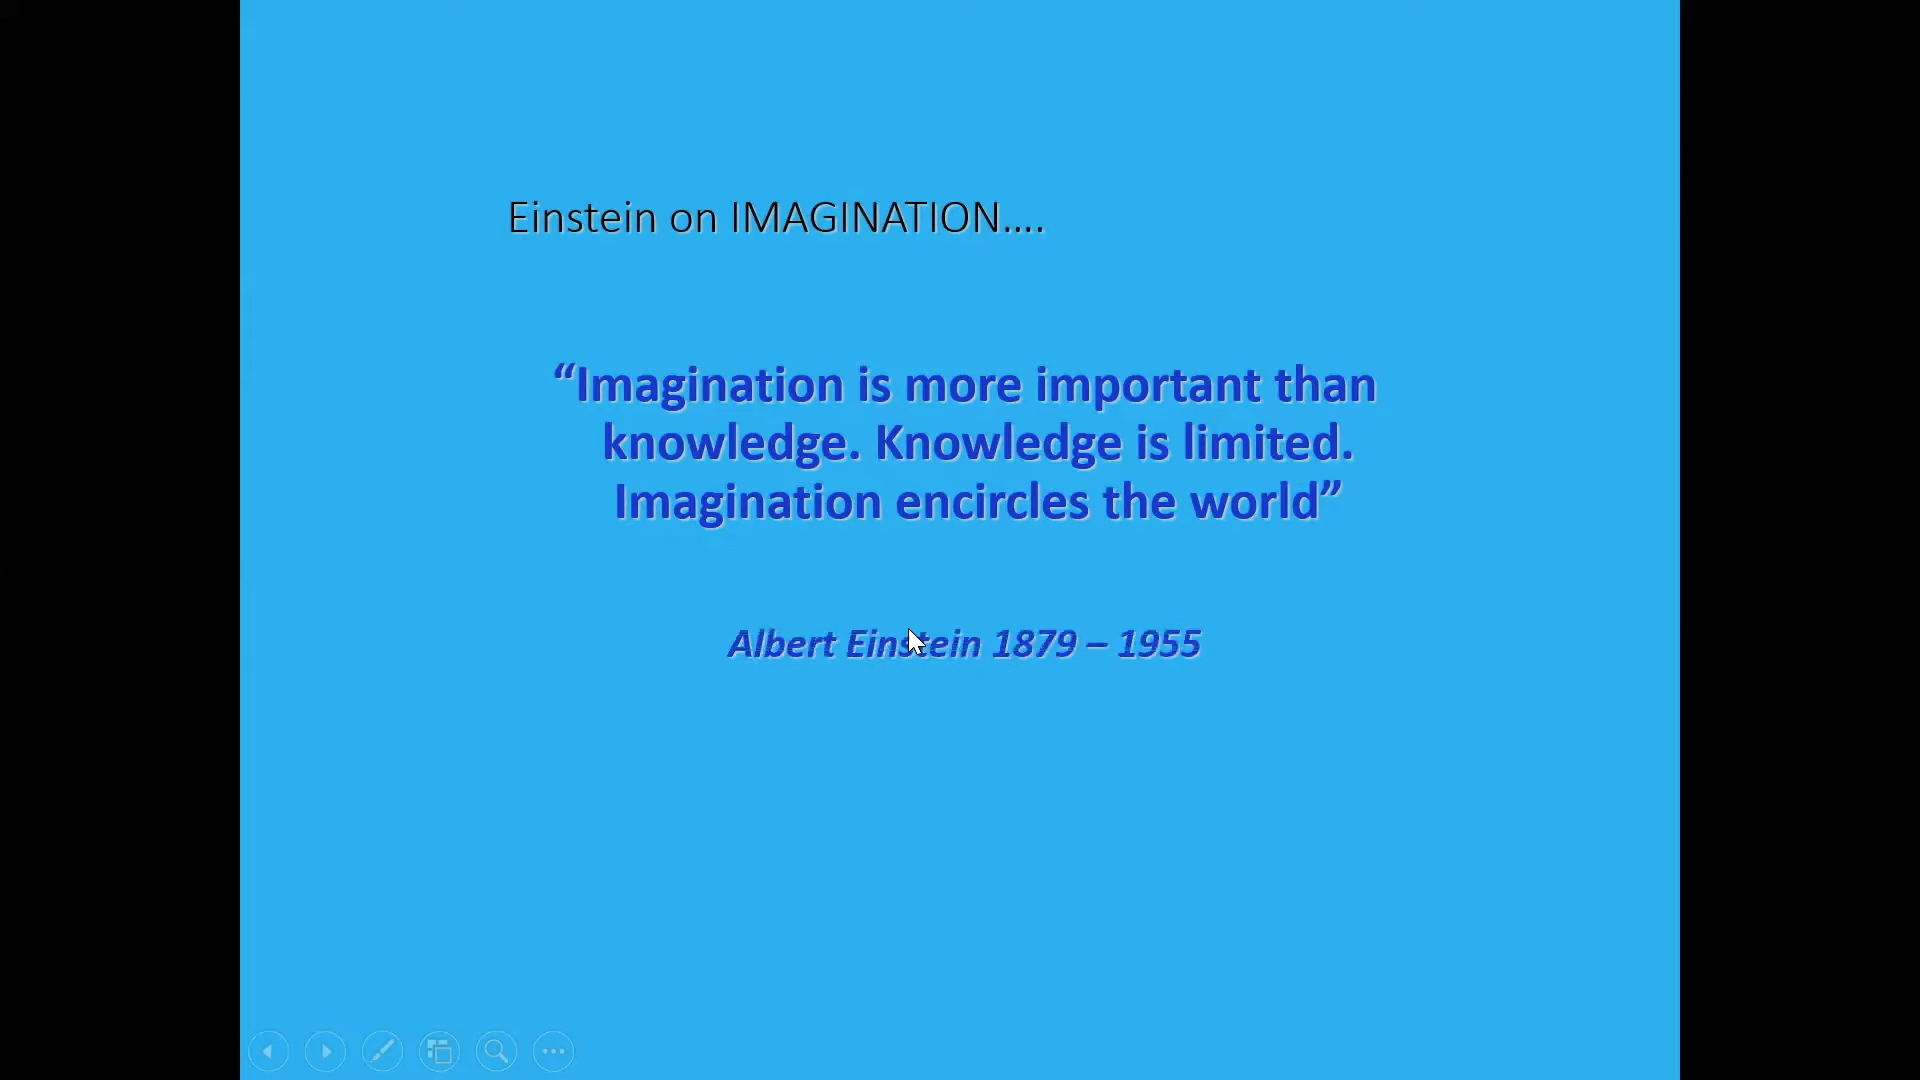 Einstein on IMAGINATION....
“Imagination is more important than
knowledge. Knowledge is limited.
Imagination encircles the world”
Albert Einstein 1879 – 1955